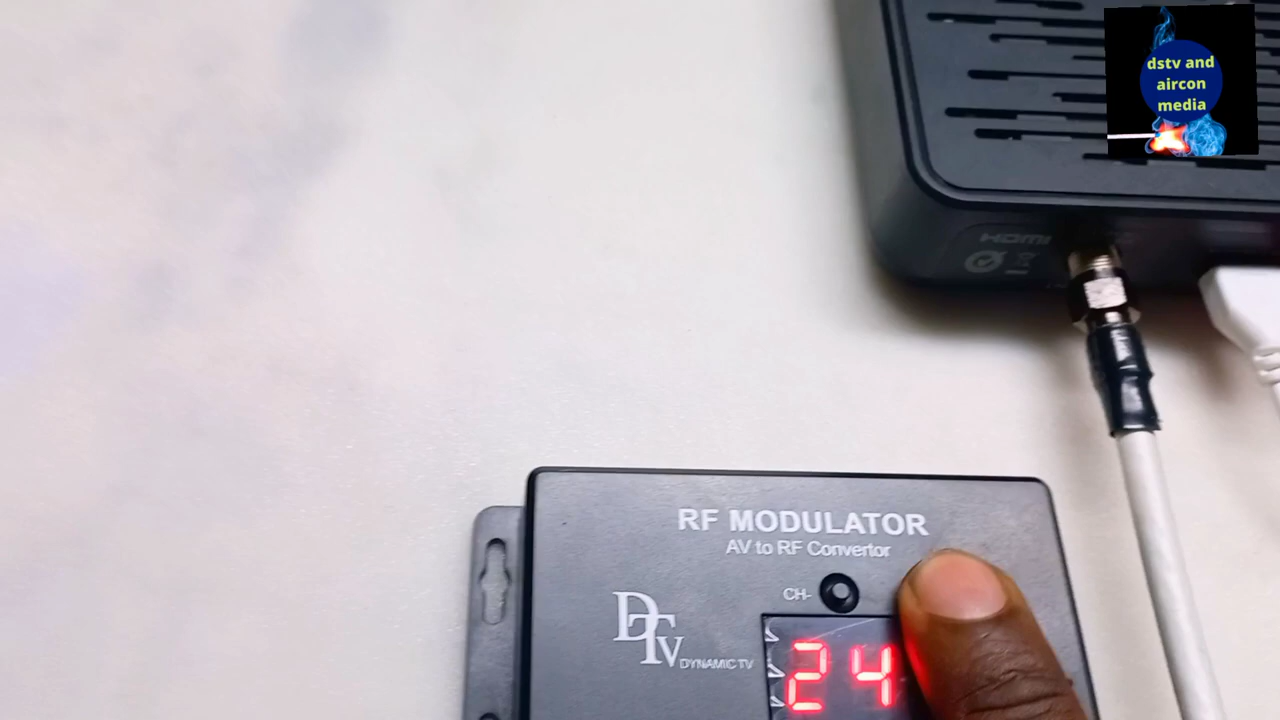 dstv and
aircon
media
HDMI
RF MODULATOR
AV to RF Convertor
CH-
DTV
DYNAMIC TV
24